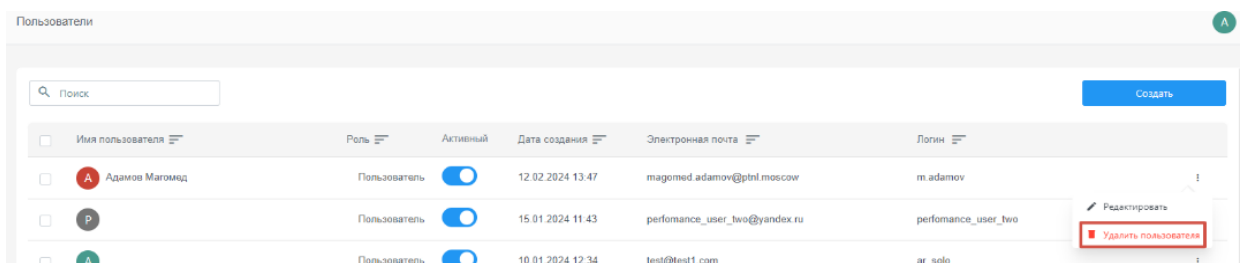 Пользователи
A
Поиск
Создать
Имя пользователя Роль Активный Дата создания Электронная почта Логин
A Адамов Магомед Пользователь 12.02.2024 13:47 magomed.adamov@ptnl.moscow m.adamov
Редактировать
P Пользователь 15.01.2024 11:43 perfomance_user_two@yandex.ru perfomance_user_two
Удалить пользователя
A Пользователь 10.01.2024 12:34 test@test1.com ar_solo